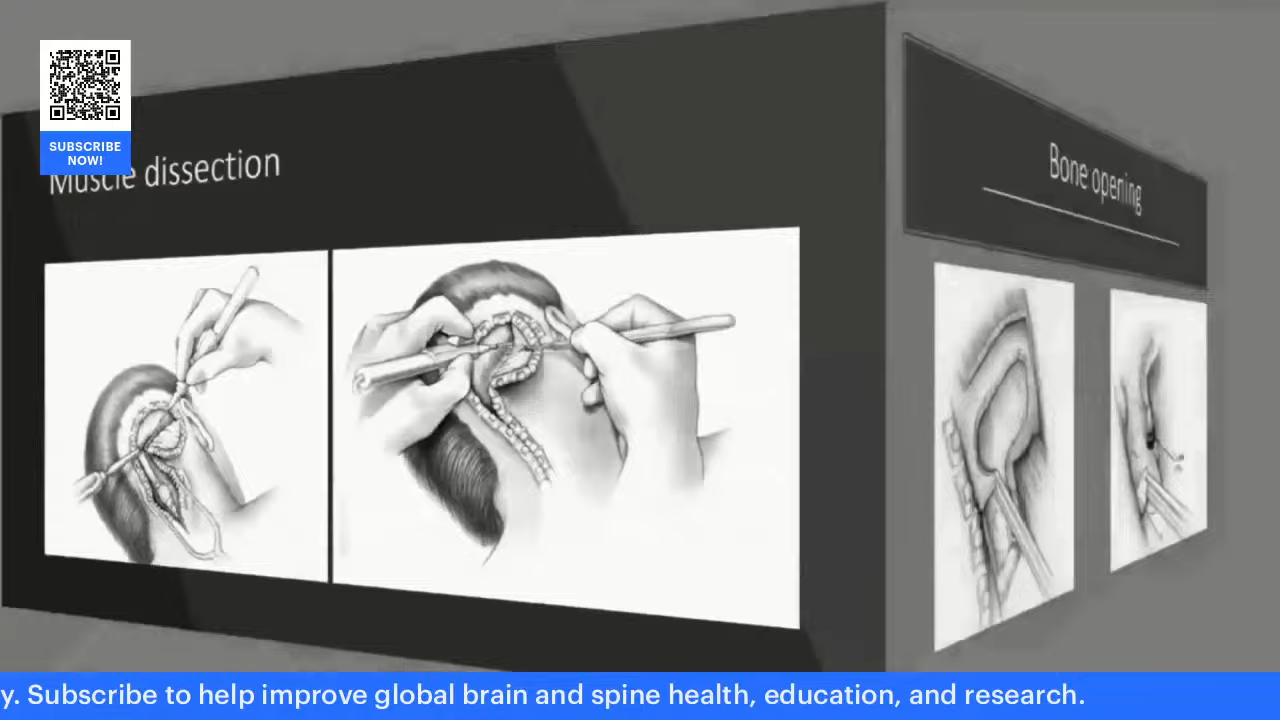 SUBSCRIBE
NOW!
Muscle dissection
Bone opening
y. Subscribe to help improve global brain and spine health, education, and research.